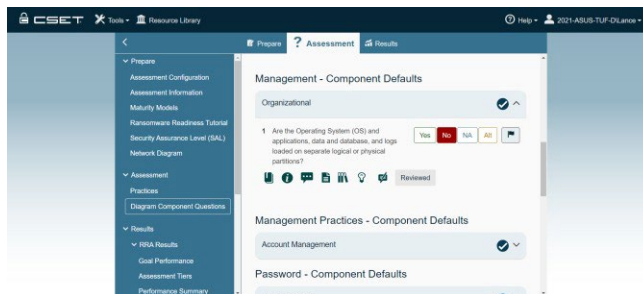 CSET Tools Resource Library Help 2021-ASUS-TUF-D\Lance
Prepare ? Assessment Results
Prepare
Assessment Configuration
Assessment Information
Maturity Models
Ransomware Readiness Tutorial
Security Assurance Level (SAL)
Network Diagram
Assessment
Practices
Diagram Component Questions
Results
RRA Results
Goal Performance
Assessment Tiers
Performance Summary
Management - Component Defaults
Organizational
1 Are the Operating System (OS) and
applications, data and database, and logs
loaded on separate logical or physical
partitions?
Yes No NA Alt
Reviewed
Management Practices - Component Defaults
Account Management
Password - Component Defaults